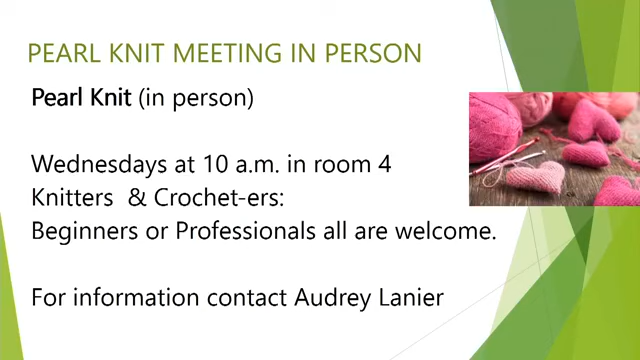 PEARL KNIT MEETING IN PERSON
Pearl Knit (in person)
Wednesdays at 10 a.m. in room 4
Knitters & Crochet-ers:
Beginners or Professionals all are welcome.
For information contact Audrey Lanier